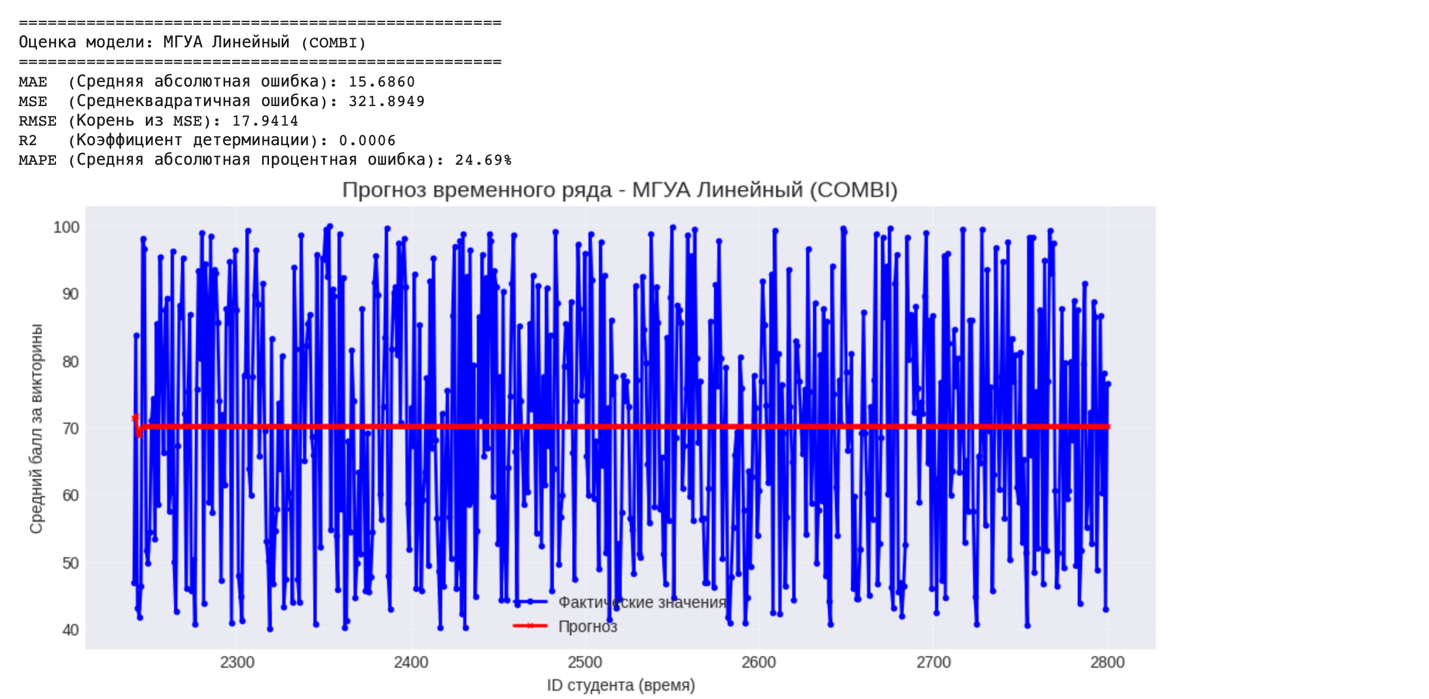 ==================================================
Оценка модели: МГУА Линейный (COMBI)
==================================================
MAE (Средняя абсолютная ошибка): 15.6860
MSE (Среднеквадратичная ошибка): 321.8949
RMSE (Корень из MSE): 17.9414
R2 (Коэффициент детерминации): 0.0006
MAPE (Средняя абсолютная процентная ошибка): 24.69%
Прогноз временного ряда - МГУА Линейный (COMBI)
100
90
80
70
60
50
40
Средний балл за викторины
Фактические значения
Прогноз
2300 2400 2500 2600 2700 2800
ID студента (время)